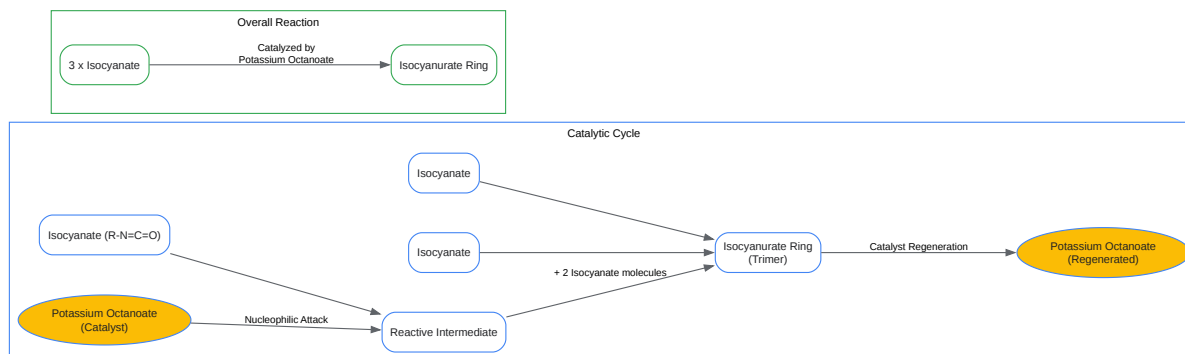 Overall Reaction
3 x Isocyanate
Catalyzed by
Potassium Octanoate
Isocyanurate Ring
Catalytic Cycle
Isocyanate
Isocyanate (R-N=C=O)
Isocyanate
Isocyanurate Ring
(Trimer)
Catalyst Regeneration
Potassium Octanoate
(Regenerated)
+ 2 Isocyanate molecules
Potassium Octanoate
(Catalyst)
Nucleophilic Attack
Reactive Intermediate